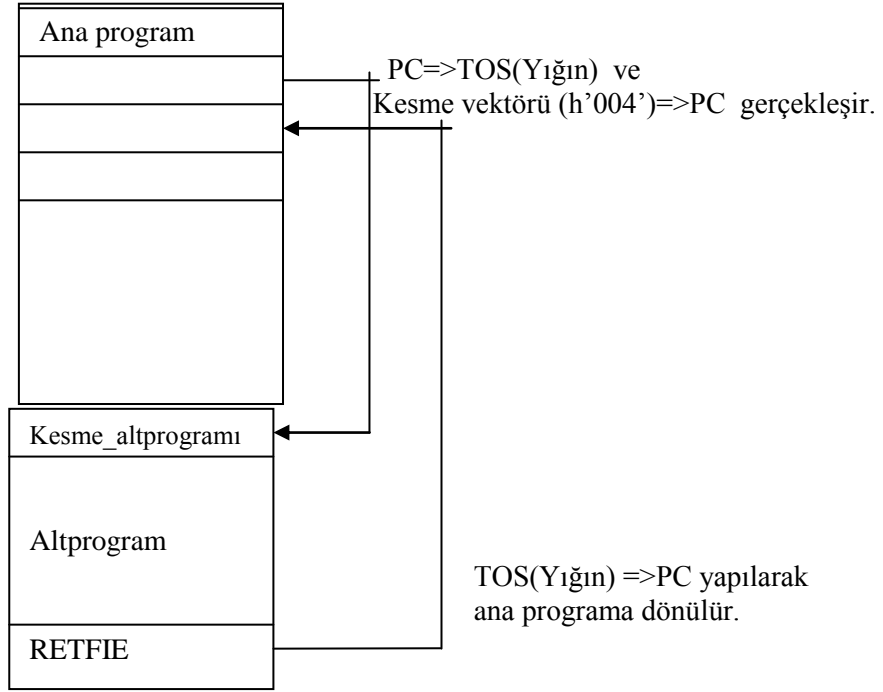 Ana program
PC=>TOS(Yığın) ve
Kesme vektörü (h’004’)=>PC gerçekleşir.
Kesme_altprogramı
Altprogram
TOS(Yığın) =>PC yapılarak
ana programa dönülür.
RETFIE